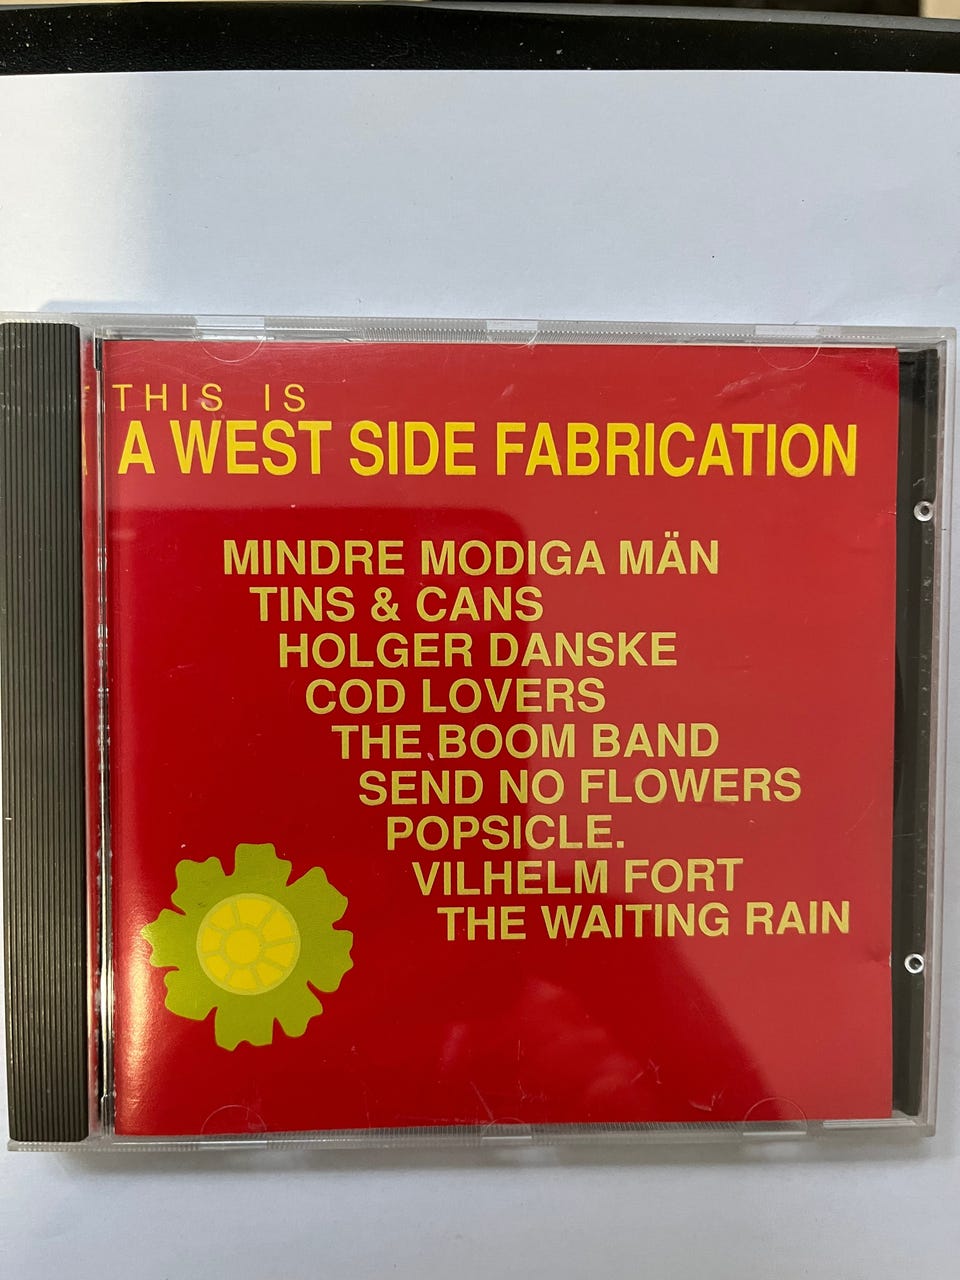 THIS IS
A WEST SIDE FABRICATION
MINDRE MODIGA MÄN
TINS & CANS
HOLGER DANSKE
COD LOVERS
THE BOOM BAND
SEND NO FLOWERS
POPSICLE.
VILHELM FORT
THE WAITING RAIN